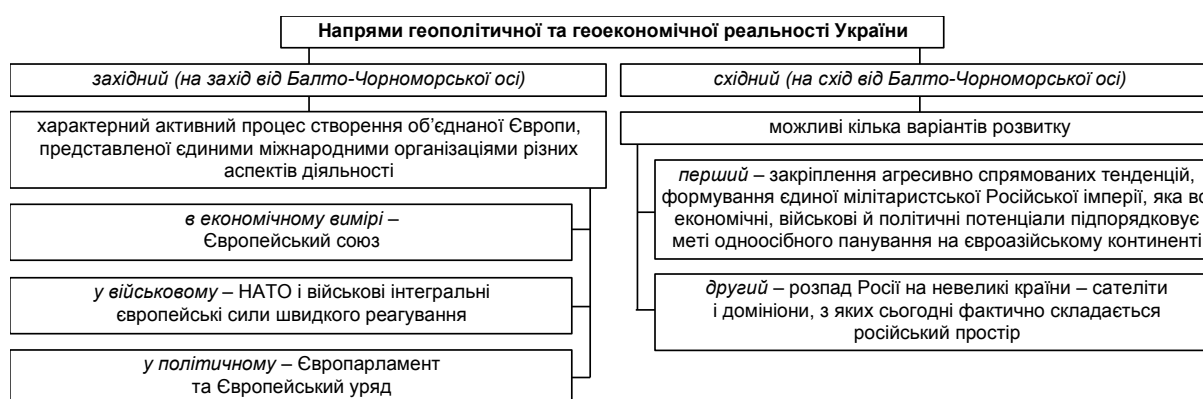 Напрями геополітичної та геоекономічної реальності України
західний (на захід від Балто-Чорноморської осі)
характерний активний процес створення об’єднаної Європи,
представленої єдиними міжнародними організаціями різних
аспектів діяльності
в економічному вимірі –
Європейський союз
у військовому – НАТО і військові інтегральні
європейські сили швидкого реагування
у політичному – Європарламент
та Європейський уряд
східний (на схід від Балто-Чорноморської осі)
можливі кілька варіантів розвитку
перший – закріплення агресивно спрямованих тенденцій,
формування єдиної мілітаристської Російської імперії, яка
економічні, військові й політичні потенціали підпорядковує
меті одноосібного панування на євроазійському континенті
другий – розпад Росії на невеликі країни – сателіти
і домініони, з яких сьогодні фактично складається
російський простір